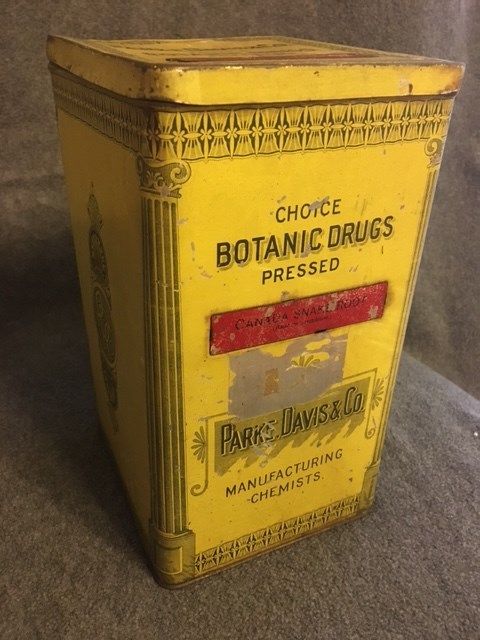 CHOICE
BOTANIC DRUGS
PRESSED
CANADA SNAKE ROOT
PARKE, DAVIS & CO.
MANUFACTURING
CHEMISTS.